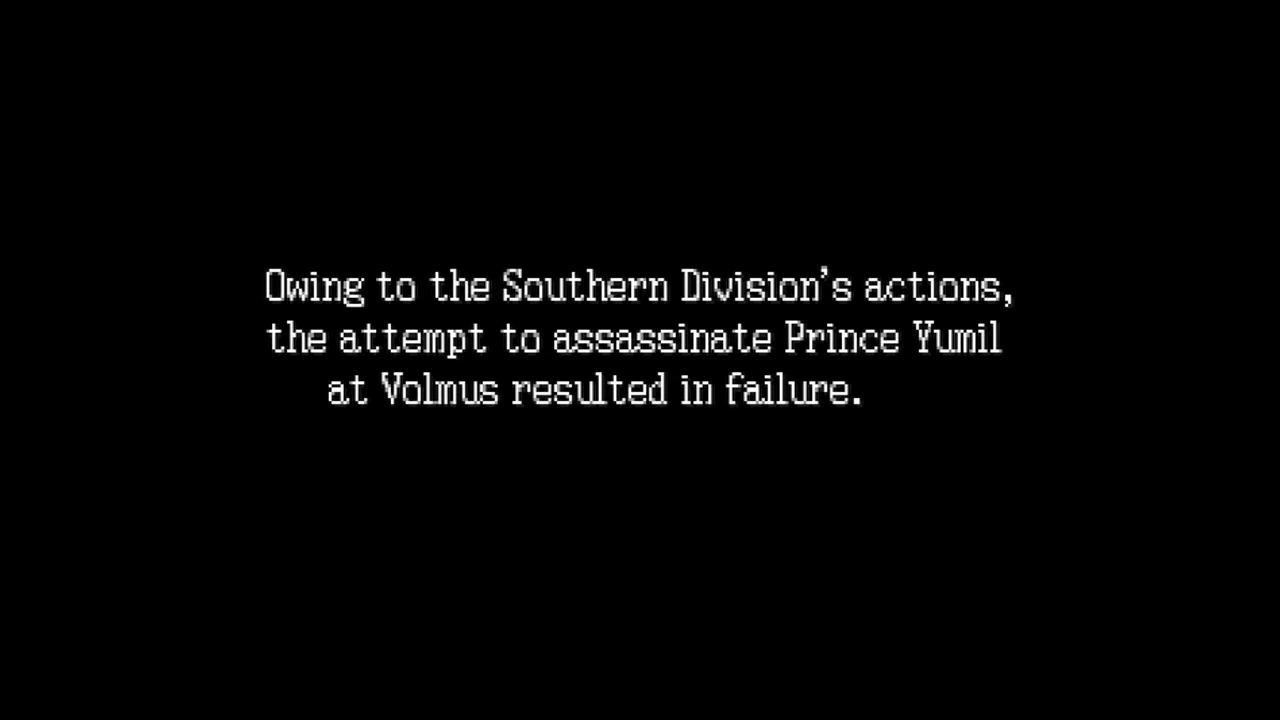 Owing to the Southern Division's actions,
the attempt to assassinate Prince Yumil
at Volmus resulted in failure.